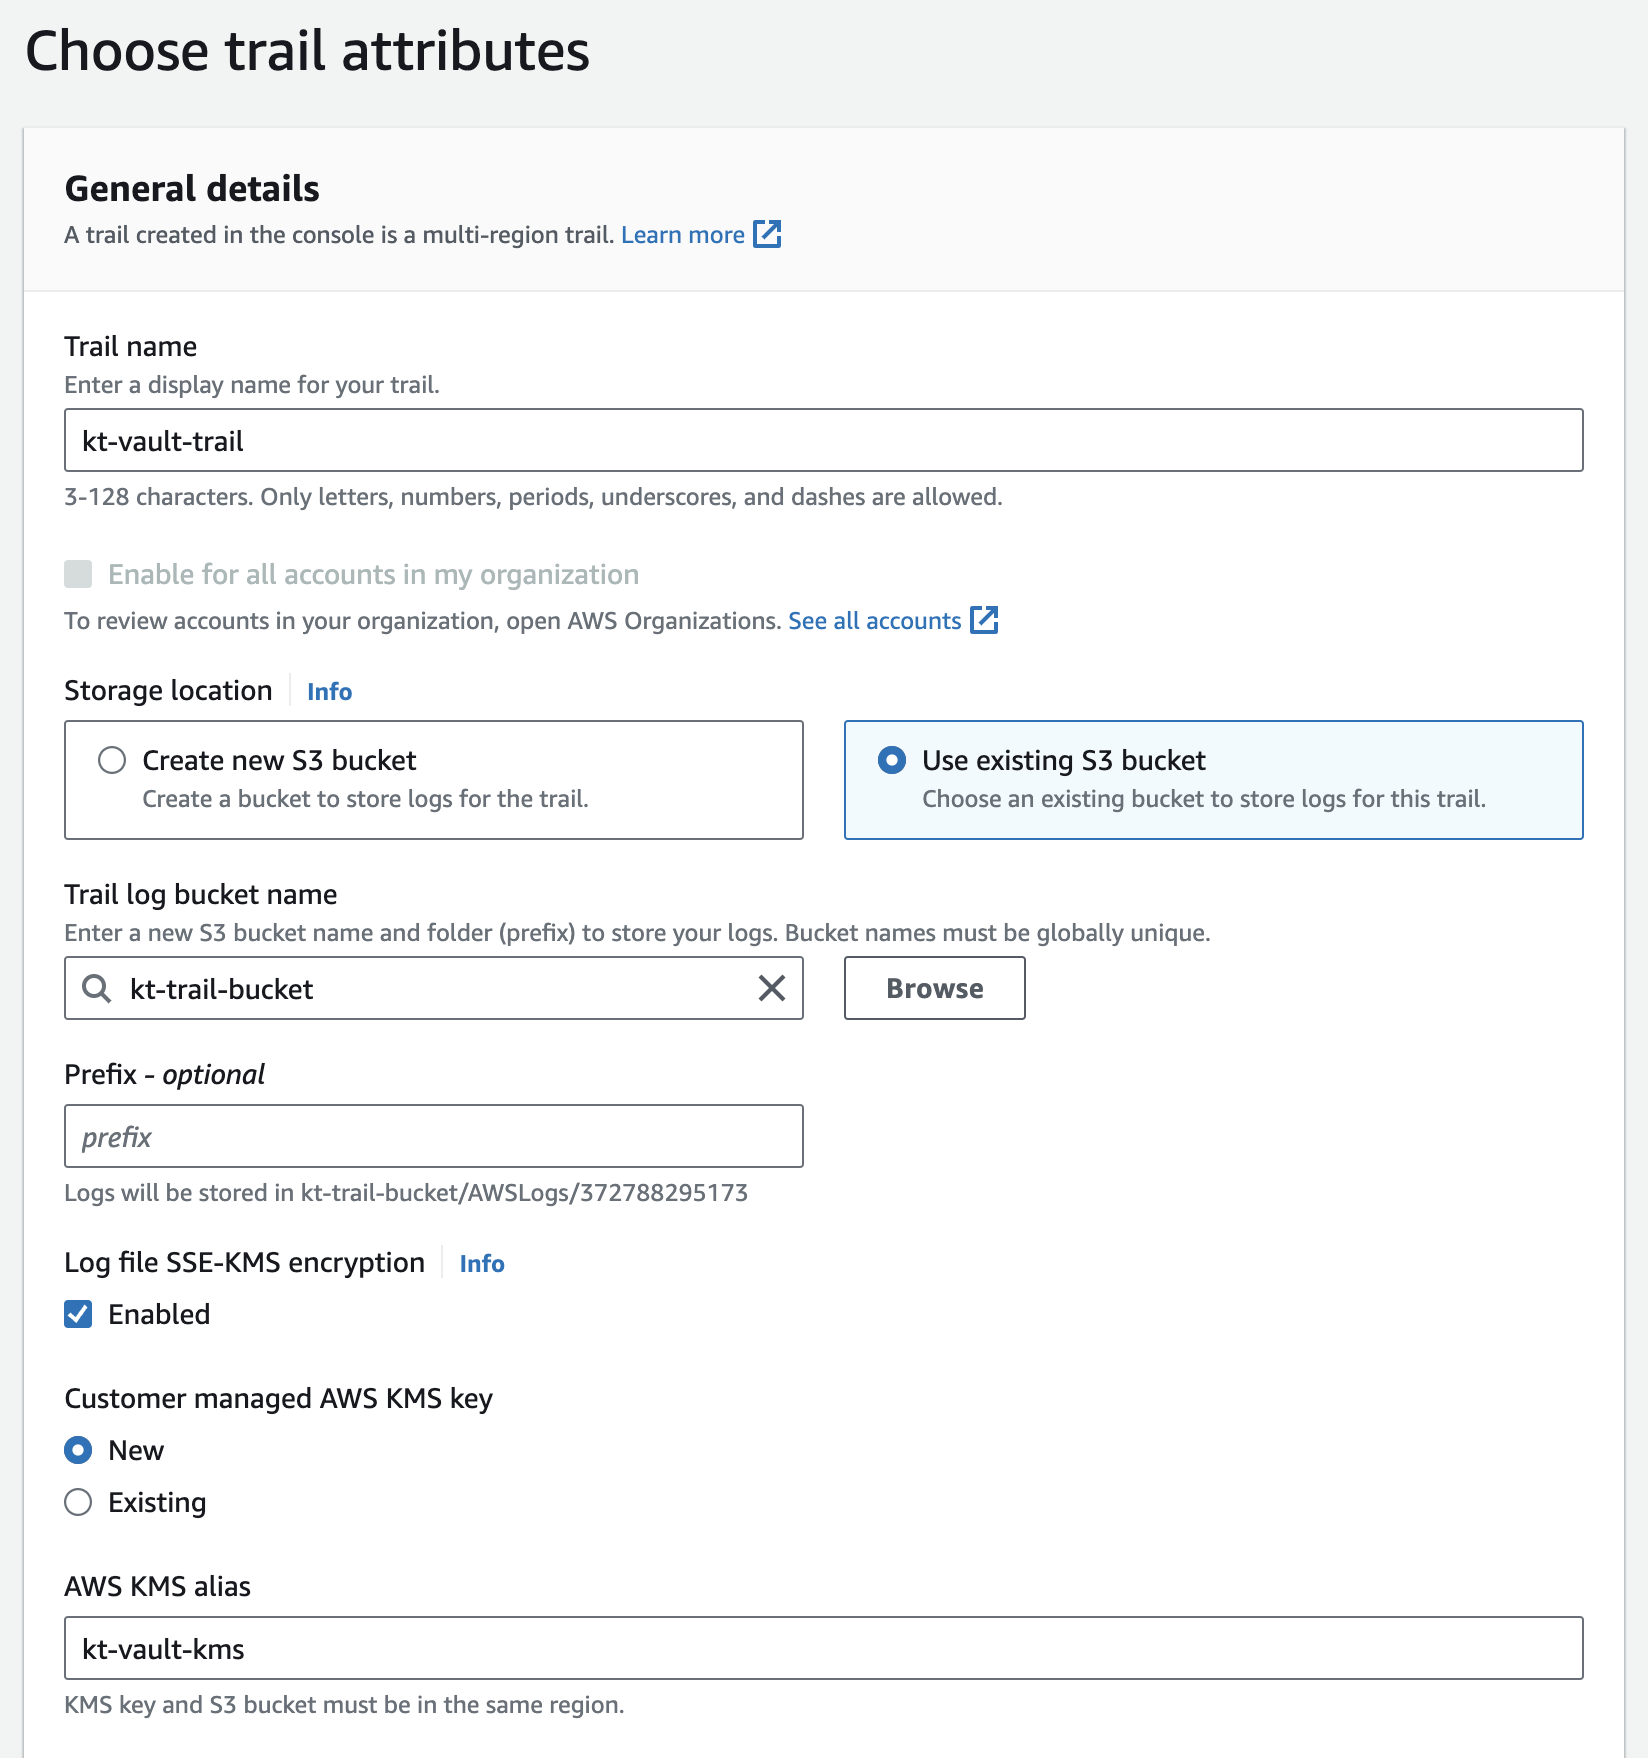 Choose trail attributes
General details
A trail created in the console is a multi-region trail. Learn more
Trail name
Enter a display name for your trail.
kt-vault-trail
3-128 characters. Only letters, numbers, periods, underscores, and dashes are allowed.
Enable for all accounts in my organization
To review accounts in your organization, open AWS Organizations. See all accounts
Storage location Info
Create new S3 bucket
Create a bucket to store logs for the trail.
Use existing S3 bucket
Choose an existing bucket to store logs for this trail.
Trail log bucket name
Enter a new S3 bucket name and folder (prefix) to store your logs. Bucket names must be globally unique.
kt-trail-bucket
Browse
Prefix - optional
prefix
Logs will be stored in kt-trail-bucket/AWSLogs/372788295173
Log file SSE-KMS encryption Info
Enabled
Customer managed AWS KMS key
New
Existing
AWS KMS alias
kt-vault-kms
KMS key and S3 bucket must be in the same region.